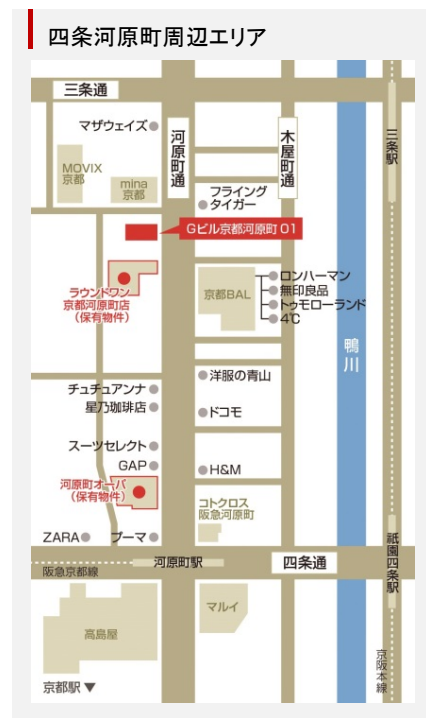 四条河原町周辺エリア
三条通
マザウェイズ
河原町通
木屋町通
三条駅
MOVIX
京都
mina
京都
フライング
タイガー
Gビル京都河原町 01
ラウンドワン
京都河原町店
(保有物件)
京都BAL
ロンハーマン
無印良品
トゥモローランド
4℃
鴨川
チュチュアンナ
星乃珈琲店
洋服の青山
ドコモ
スーツセレクト
GAP
H&M
河原町オーパ
(保有物件)
コトクロス
阪急河原町
ZARA
プーマ
河原町駅
四条通
祇園四条駅
阪急京都線
マルイ
高島屋
京都駅▼
京阪本線